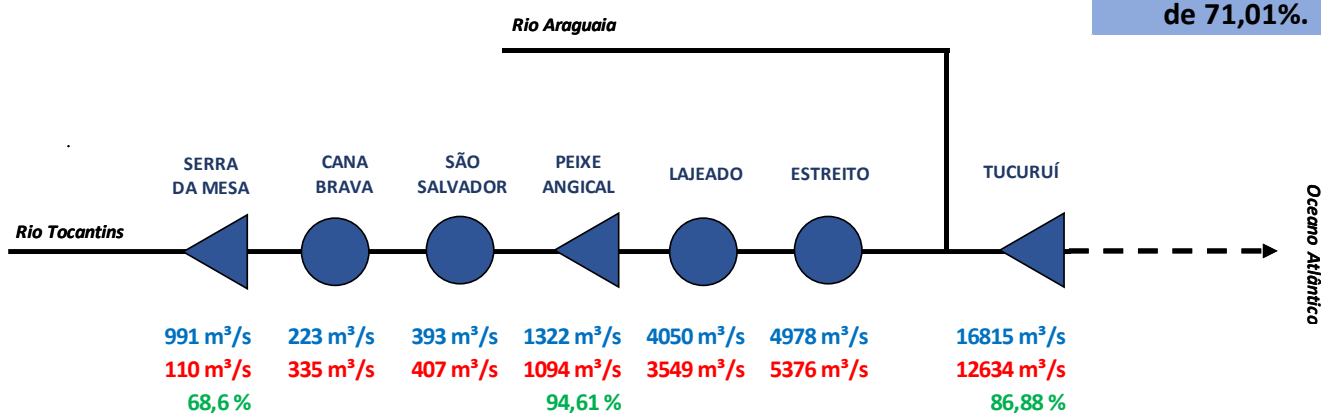 de 71,01%.
Rio Araguaia
SERRA
DA MESA
CANA
BRAVA
SÃO
SALVADOR
PEIXE
ANGICAL
LAJEADO
ESTREITO
TUCURUÍ
Rio Tocantins
Oceano Atlântico
991 m³/s 223 m³/s 393 m³/s 1322 m³/s 4050 m³/s 4978 m³/s 16815 m³/s
110 m³/s 335 m³/s 407 m³/s 1094 m³/s 3549 m³/s 5376 m³/s 12634 m³/s
68,6 % 94,61 % 86,88 %